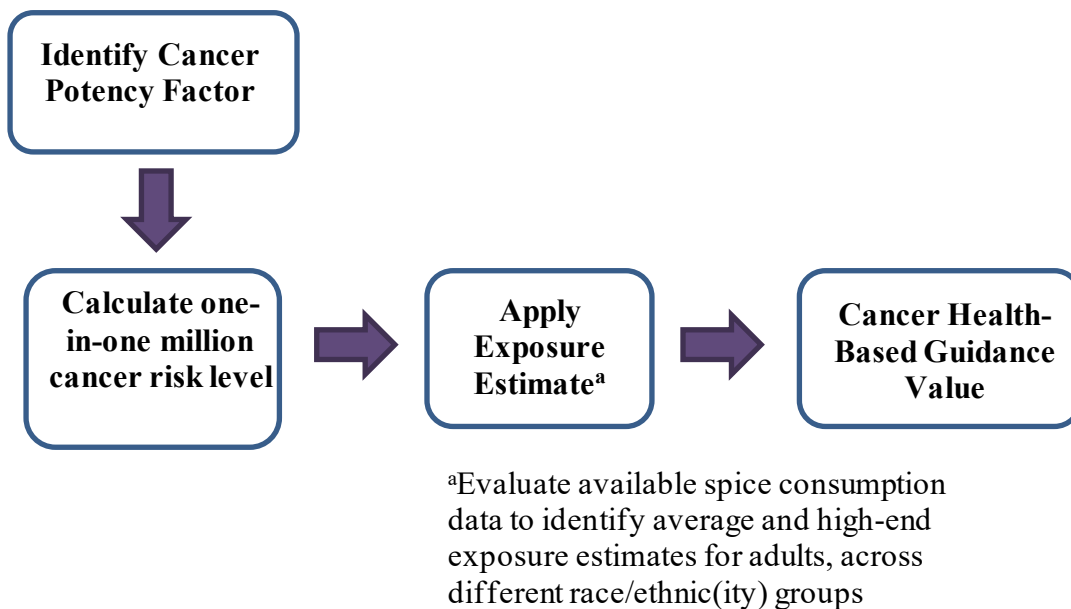 Identify Cancer
Potency Factor
Calculate one-
in-one million
cancer risk level
Apply
Exposure
Estimateᵃ
Cancer Health-
Based Guidance
Value
ᵃEvaluate available spice consumption
data to identify average and high-end
exposure estimates for adults, across
different race/ethnic(ity) groups